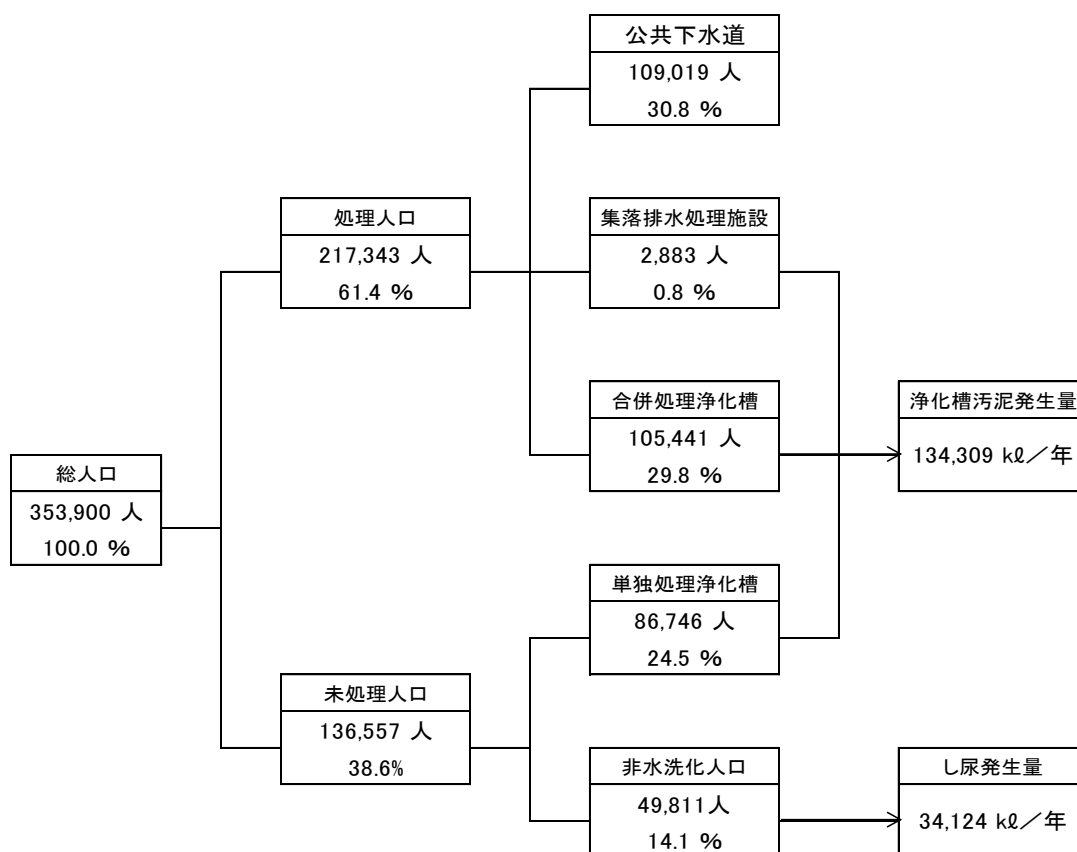 公共下水道
109,019 人
30.8 %
処理人口
217,343 人
61.4 %
集落排水処理施設
2,883 人
0.8 %
合併処理浄化槽
105,441 人
29.8 %
浄化槽汚泥発生量
134,309 kℓ／年
総人口
353,900 人
100.0 %
単独処理浄化槽
86,746 人
24.5 %
未処理人口
136,557 人
38.6%
非水洗化人口
49,811人
14.1 %
し尿発生量
34,124 kℓ／年